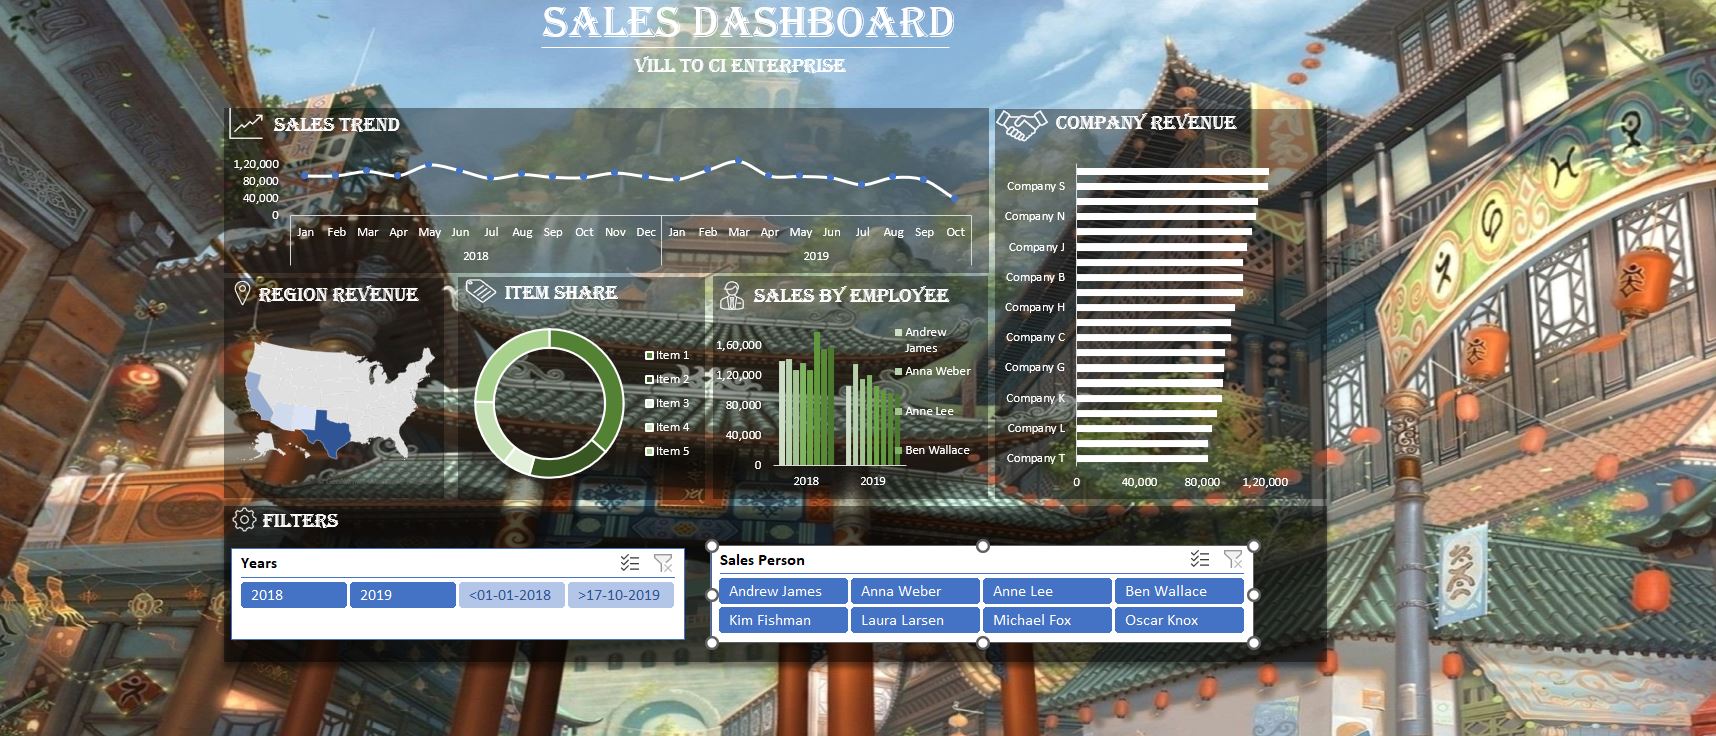 SALES DASHBOARD
VILL TO CI ENTERPRISE
SALES TREND
1,20,000
80,000
40,000
0
Jan Feb Mar Apr May Jun Jul Aug Sep Oct Nov Dec Jan Feb Mar Apr May Jun Jul Aug Sep Oct
2018 2019
COMPANY REVENUE
Company S
Company N
Company J
Company B
Company H
Company C
Company G
Company K
Company L
Company T
0 40,000 80,000 1,20,000
REGION REVENUE
ITEM SHARE
Item 1
Item 2
Item 3
Item 4
Item 5
SALES BY EMPLOYEE
1,60,000
1,20,000
80,000
40,000
0
2018 2019
Andrew
James
Anna Weber
Anne Lee
Ben Wallace
FILTERS
Years
2018 2019 <01-01-2018 >17-10-2019
Sales Person
Andrew James Anna Weber Anne Lee Ben Wallace
Kim Fishman Laura Larsen Michael Fox Oscar Knox